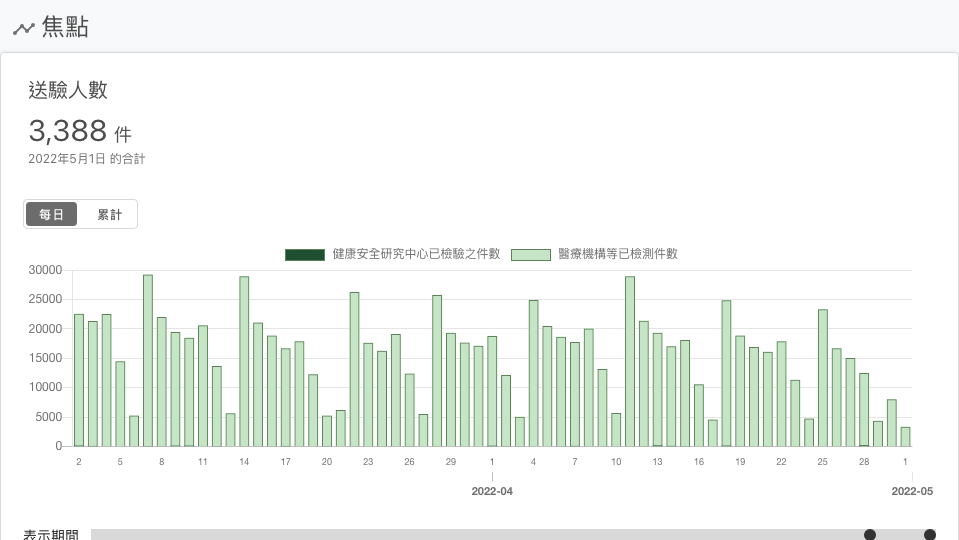 焦點
送驗人數
3,388 件
2022年5月1日 的合計
每日 累計
健康安全研究中心已檢驗之件數 醫療機構等已檢測件數
30000
25000
20000
15000
10000
5000
0
2 5 8 11 14 17 20 23 26 29 1 4 7 10 13 16 19 22 25 28 1
2022-04 2022-05
表示期間